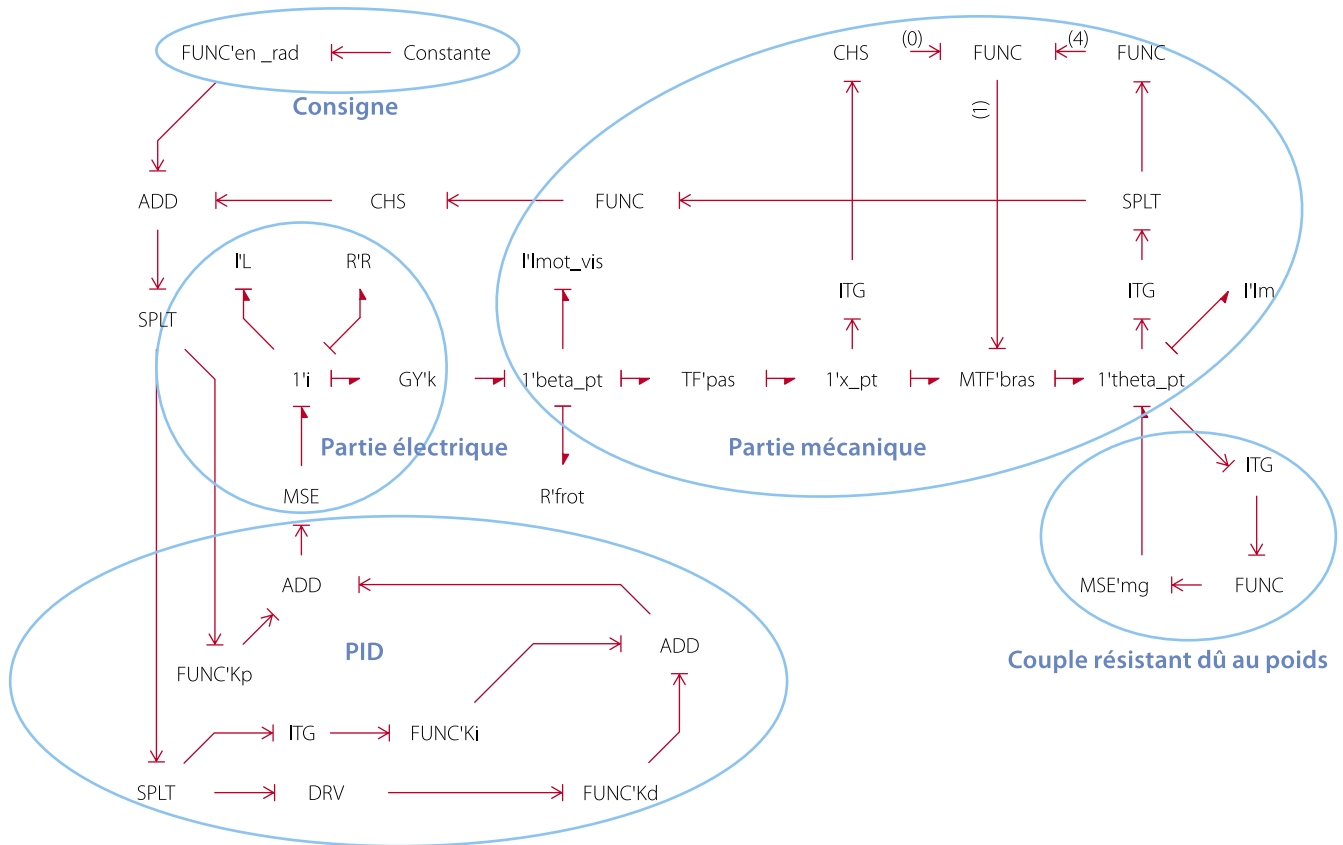 FUNC'en _rad Constante
Consigne
CHS (0) FUNC (4) FUNC
(1)
ADD CHS FUNC SPLT
I'L R'R I'Imot_vis
SPLT ITG ITG I'Im
1'i GY'k 1'beta_pt TF'pas 1'x_pt MTF'bras 1'theta_pt
Partie électrique Partie mécanique
MSE R'frot ITG
ADD MSE'mg FUNC
PID ADD
Couple résistant dû au poids
FUNC'Kp
ITG FUNC'Ki
SPLT DRV FUNC'Kd